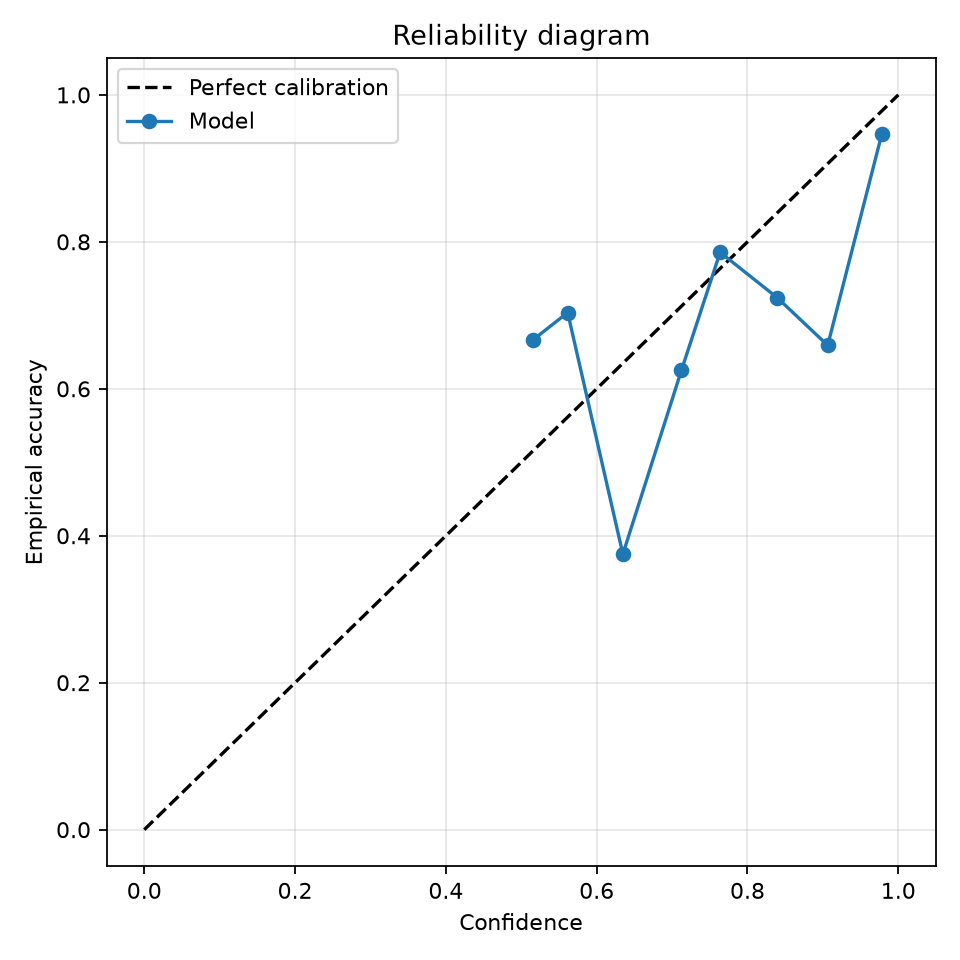 Reliability diagram
Perfect calibration
Model
1.0
0.8
0.6
0.4
0.2
0.0
Empirical accuracy
0.0 0.2 0.4 0.6 0.8 1.0
Confidence